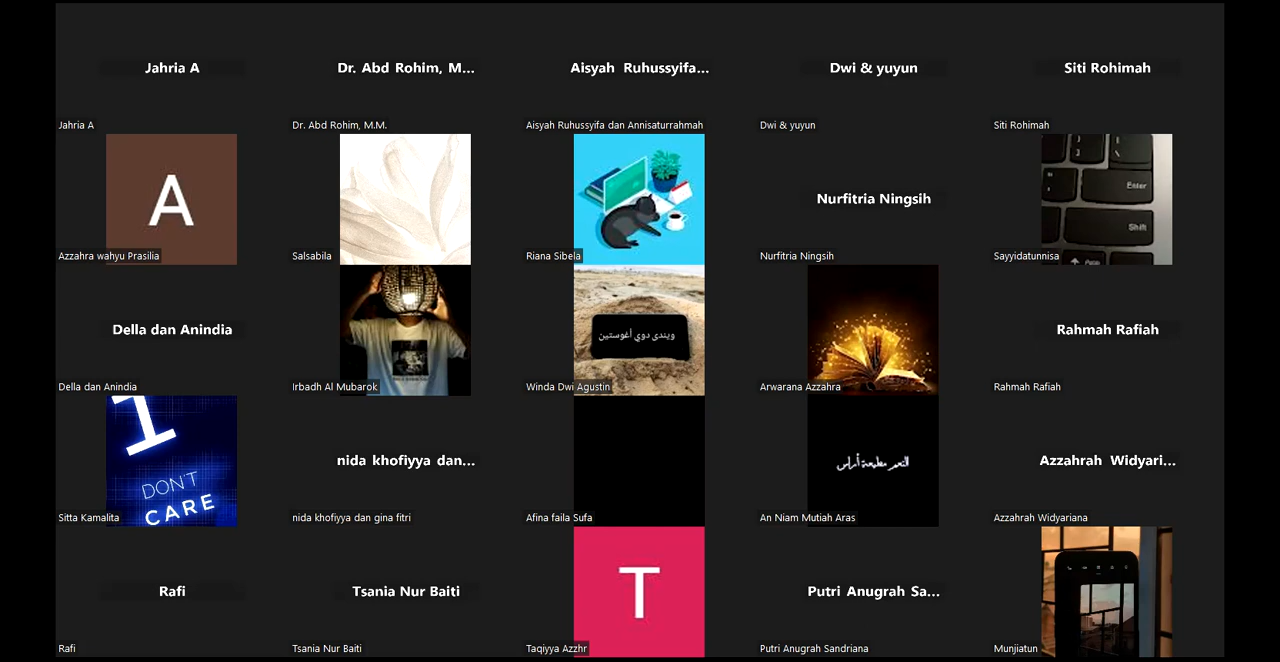 Jahria A
Dr. Abd Rohim, M...
Aisyah Ruhussyifa...
Dwi & yuyun
Siti Rohimah
Jahria A
Dr. Abd Rohim, M.M.
Aisyah Ruhussyifa dan Annisaturrahmah
Dwi & yuyun
Siti Rohimah
A
Nurfitria Ningsih
Enter
Shift
Azzahra wahyu Prasilia
Salsabila
Riana Sibela
Nurfitria Ningsih
Sayyidatunnisa
Della dan Anindia
ويندى دوي أغوستين
Rahmah Rafiah
Della dan Anindia
Irbadh Al Mubarok
Winda Dwi Agustin
Arwarana Azzahra
Rahmah Rafiah
I
DON'T
CARE
nida khofiyya dan...
Azzahrah Widyari...
Sitta Kamalita
nida khofiyya dan gina fitri
Afina faila Sufa
An Niam Mutiah Aras
Azzahrah Widyariana
Rafi
Tsania Nur Baiti
T
Putri Anugrah Sa...
Rafi
Tsania Nur Baiti
Taqiyya Azzhr
Putri Anugrah Sandriana
Munjiatun